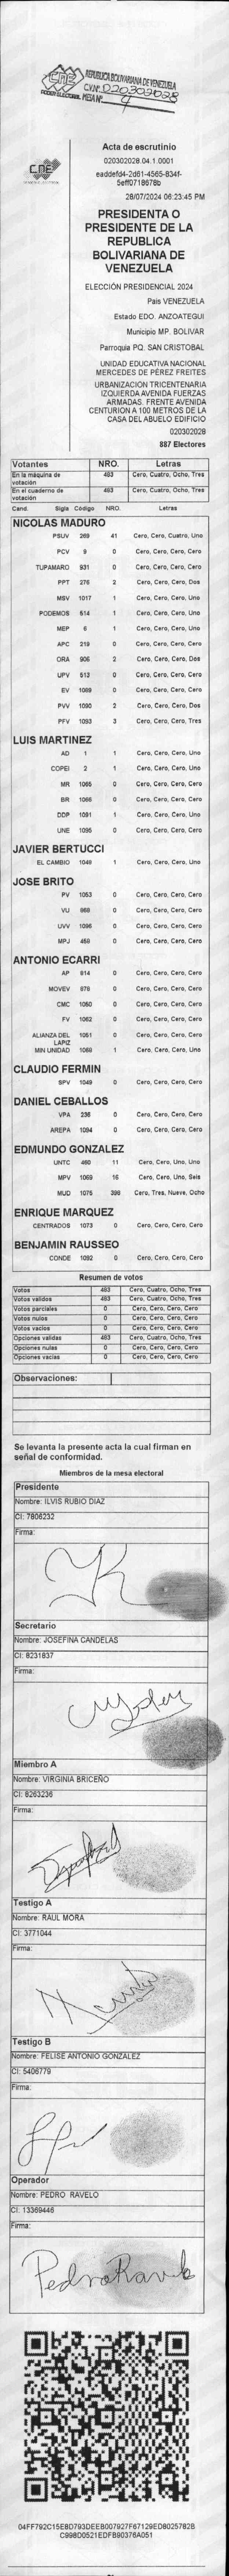 CNE
PODER ELECTORAL
REPUBLICA BOLIVARIANA DE VENEZUELA
C.V.Nº 020302028
MESA Nº 4
CNE
Acta de escrutinio
020302028.04.1.0001
eaddefd4-2d61-4565-834f-
5eff0718678b
28/07/2024 06:23:45 PM
PRESIDENTA O
PRESIDENTE DE LA
REPUBLICA
BOLIVARIANA DE
VENEZUELA
ELECCIÓN PRESIDENCIAL 2024
País VENEZUELA
Estado EDO. ANZOATEGUI
Municipio MP. BOLIVAR
Parroquia PQ. SAN CRISTOBAL
UNIDAD EDUCATIVA NACIONAL
MERCEDES DE PÉREZ FREITES
URBANIZACIÓN TRICENTENARIA
IZQUIERDA AVENIDA FUERZAS
ARMADAS. FRENTE AVENIDA
CENTURION A 100 METROS DE LA
CASA DEL ABUELO EDIFICIO
020302028
887 Electores
Votantes NRO. Letras
En la máquina de votación 483 Cero, Cuatro, Ocho, Tres
En el cuaderno de votación 483 Cero, Cuatro, Ocho, Tres
Cand. Sigla Código NRO. Letras
NICOLAS MADURO
PSUV 269 41 Cero, Cero, Cuatro, Uno
PCV 9 0 Cero, Cero, Cero, Cero
TUPAMARO 931 0 Cero, Cero, Cero, Cero
PPT 276 2 Cero, Cero, Cero, Dos
MSV 1017 1 Cero, Cero, Cero, Uno
PODEMOS 514 1 Cero, Cero, Cero, Uno
MEP 6 1 Cero, Cero, Cero, Uno
APC 219 0 Cero, Cero, Cero, Cero
ORA 906 2 Cero, Cero, Cero, Dos
UPV 512 0 Cero, Cero, Cero, Cero
EV 1089 0 Cero, Cero, Cero, Cero
PVV 1090 2 Cero, Cero, Cero, Dos
PFV 1093 3 Cero, Cero, Cero, Tres
LUIS MARTINEZ
AD 1 1 Cero, Cero, Cero, Uno
COPEI 2 1 Cero, Cero, Cero, Uno
MR 1065 0 Cero, Cero, Cero, Cero
BR 1066 0 Cero, Cero, Cero, Cero
DDP 1091 1 Cero, Cero, Cero, Uno
UNE 1095 0 Cero, Cero, Cero, Cero
JAVIER BERTUCCI
EL CAMBIO 1048 1 Cero, Cero, Cero, Uno
JOSE BRITO
PV 1053 0 Cero, Cero, Cero, Cero
VU 868 0 Cero, Cero, Cero, Cero
UVV 1096 0 Cero, Cero, Cero, Cero
MPJ 459 0 Cero, Cero, Cero, Cero
ANTONIO ECARRI
AP 814 0 Cero, Cero, Cero, Cero
MOVEV 878 0 Cero, Cero, Cero, Cero
CMC 1050 0 Cero, Cero, Cero, Cero
FV 1062 0 Cero, Cero, Cero, Cero
ALIANZA DEL LAPIZ 1051 0 Cero, Cero, Cero, Cero
MIN UNIDAD 1068 1 Cero, Cero, Cero, Uno
CLAUDIO FERMIN
SPV 1049 0 Cero, Cero, Cero, Cero
DANIEL CEBALLOS
VPA 236 0 Cero, Cero, Cero, Cero
AREPA 1094 0 Cero, Cero, Cero, Cero
EDMUNDO GONZALEZ
UNTC 460 11 Cero, Cero, Uno, Uno
MPV 1069 16 Cero, Cero, Uno, Seis
MUD 1075 398 Cero, Tres, Nueve, Ocho
ENRIQUE MARQUEZ
CENTRADOS 1073 0 Cero, Cero, Cero, Cero
BENJAMIN RAUSSEO
CONDE 1092 0 Cero, Cero, Cero, Cero
Resumen de votos
Votos 483 Cero, Cuatro, Ocho, Tres
Votos validos 483 Cero, Cuatro, Ocho, Tres
Votos parciales 0 Cero, Cero, Cero, Cero
Votos nulos 0 Cero, Cero, Cero, Cero
Votos vacios 0 Cero, Cero, Cero, Cero
Opciones validas 483 Cero, Cuatro, Ocho, Tres
Opciones nulas 0 Cero, Cero, Cero, Cero
Opciones vacias 0 Cero, Cero, Cero, Cero
Observaciones:
Se levanta la presente acta la cual firman en
señal de conformidad.
Miembros de la mesa electoral
Presidente
Nombre: ILVIS RUBIO DIAZ
CI: 7806232
Firma:
Secretario
Nombre: JOSEFINA CANDELAS
CI: 8231837
Firma:
Miembro A
Nombre: VIRGINIA BRICEÑO
CI: 8263236
Firma:
Testigo A
Nombre: RAUL MORA
CI: 3771044
Firma:
Testigo B
Nombre: FELISE ANTONIO GONZALEZ
CI: 5406779
Firma:
Operador
Nombre: PEDRO RAVELO
CI: 13369446
Firma:
Pedro Ravelo
04FF792C15E8D793DEEB007927F67129ED8025782B
C998D0521EDFB90376A051